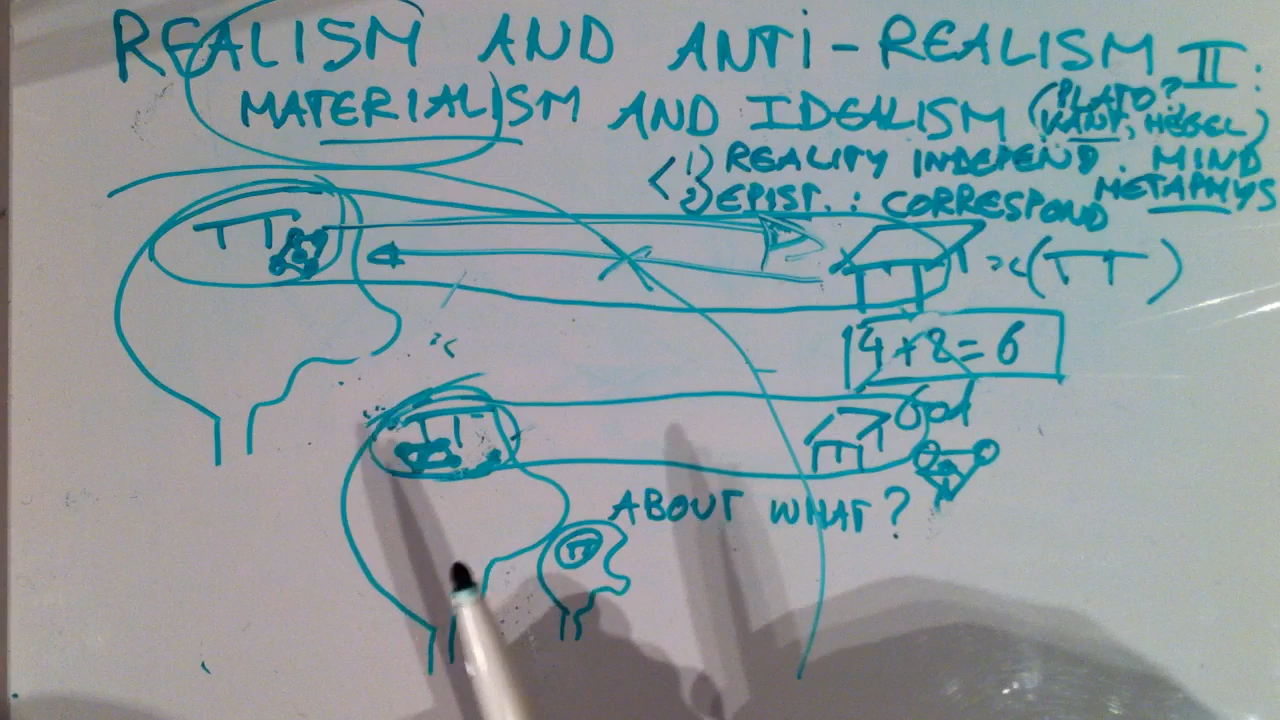 REALISM AND ANTI-REALISM II:
MATERIALISM AND IDEALISM (PLATO?
KANT, HEGEL)
1) REALITY INDEPEND. MIND
METAPHYS
2) EPIST. : CORRESPOND
4+8=6
God
ABOUT WHAT?